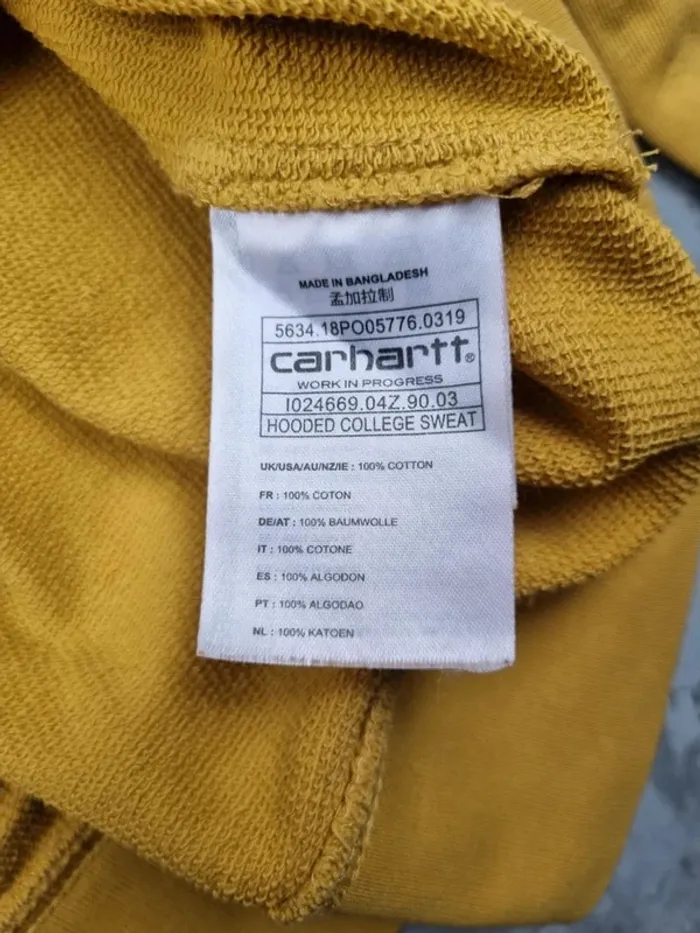 MADE IN BANGLADESH
孟加拉制
5634.18PO05776.0319
carhartt®
WORK IN PROGRESS
I024669.04Z.90.03
HOODED COLLEGE SWEAT
UK/USA/AU/NZ/IE : 100% COTTON
FR : 100% COTON
DE/AT : 100% BAUMWOLLE
IT : 100% COTONE
ES : 100% ALGODON
PT : 100% ALGODAO
NL : 100% KATOEN